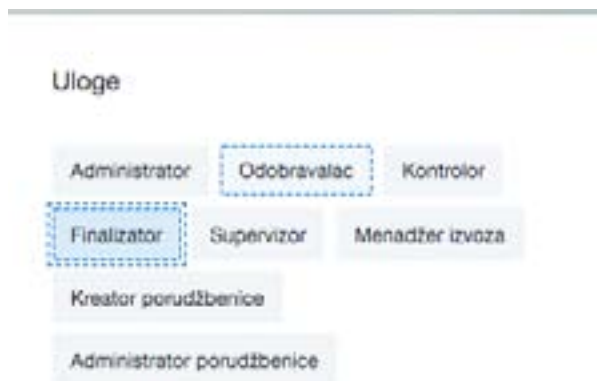 Uloge
Administrator Odobravalac Kontrolor
Finalizator Supervizor Menadžer izvoza
Kreator porudžbenice
Administrator porudžbenice